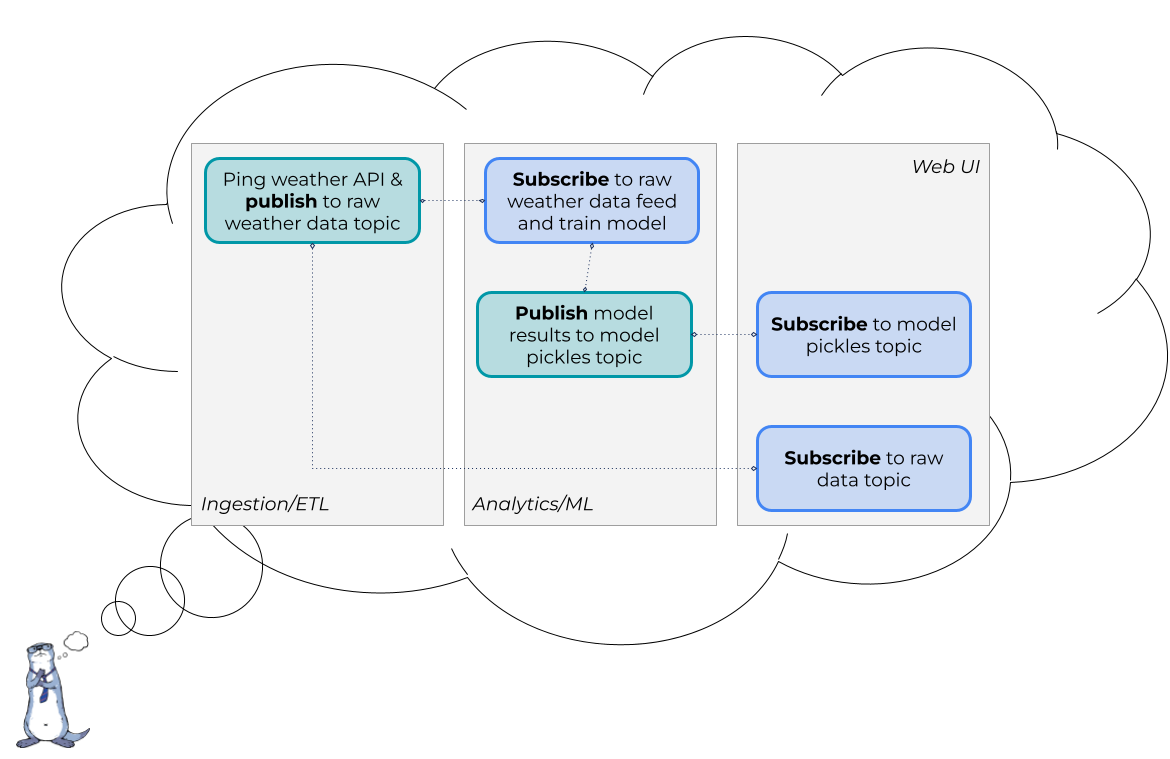 Ping weather API &
publish to raw
weather data topic
Ingestion/ETL
Subscribe to raw
weather data feed
and train model
Publish model
results to model
pickles topic
Analytics/ML
Web UI
Subscribe to model
pickles topic
Subscribe to raw
data topic